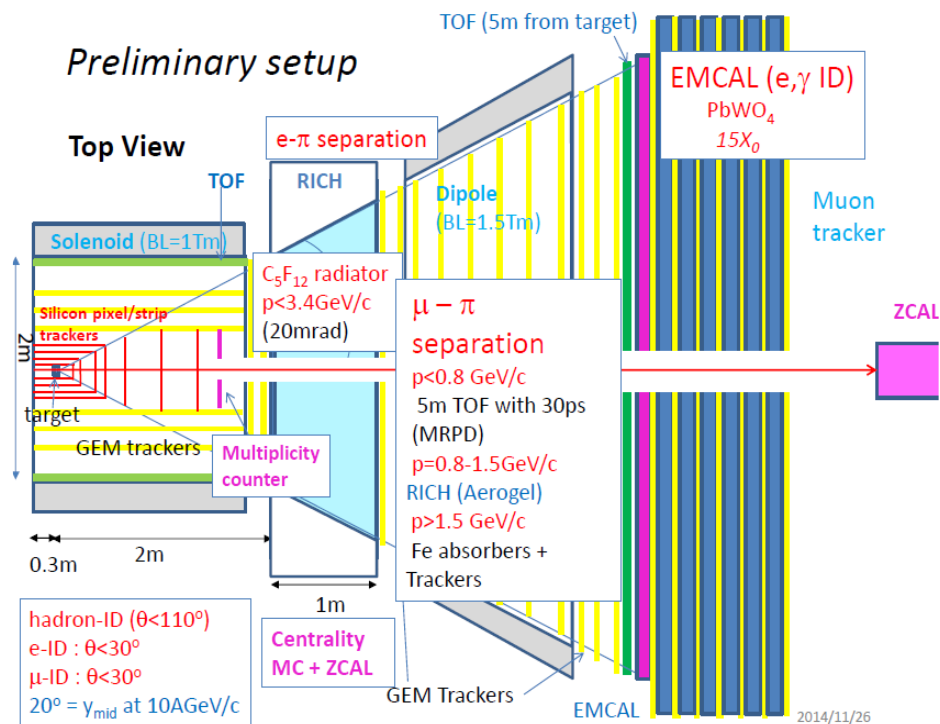 Preliminary setup
Top View
TOF (5m from target)
EMCAL (e,γ ID)
PbWO₄
15X₀
e-π separation
TOF
RICH
Dipole
(BL=1.5Tm)
Muon
tracker
Solenoid (BL=1Tm)
C₅F₁₂ radiator
p<3.4GeV/c
(20mrad)
Silicon pixel/strip
trackers
2m
target
GEM trackers
Multiplicity
counter
μ – π
separation
p<0.8 GeV/c
5m TOF with 30ps
(MRPD)
p=0.8-1.5GeV/c
RICH (Aerogel)
p>1.5 GeV/c
Fe absorbers +
Trackers
ZCAL
0.3m
2m
1m
hadron-ID (θ<110°)
e-ID : θ<30°
μ-ID : θ<30°
20° = y_mid at 10AGeV/c
Centrality
MC + ZCAL
GEM Trackers
EMCAL
2014/11/26